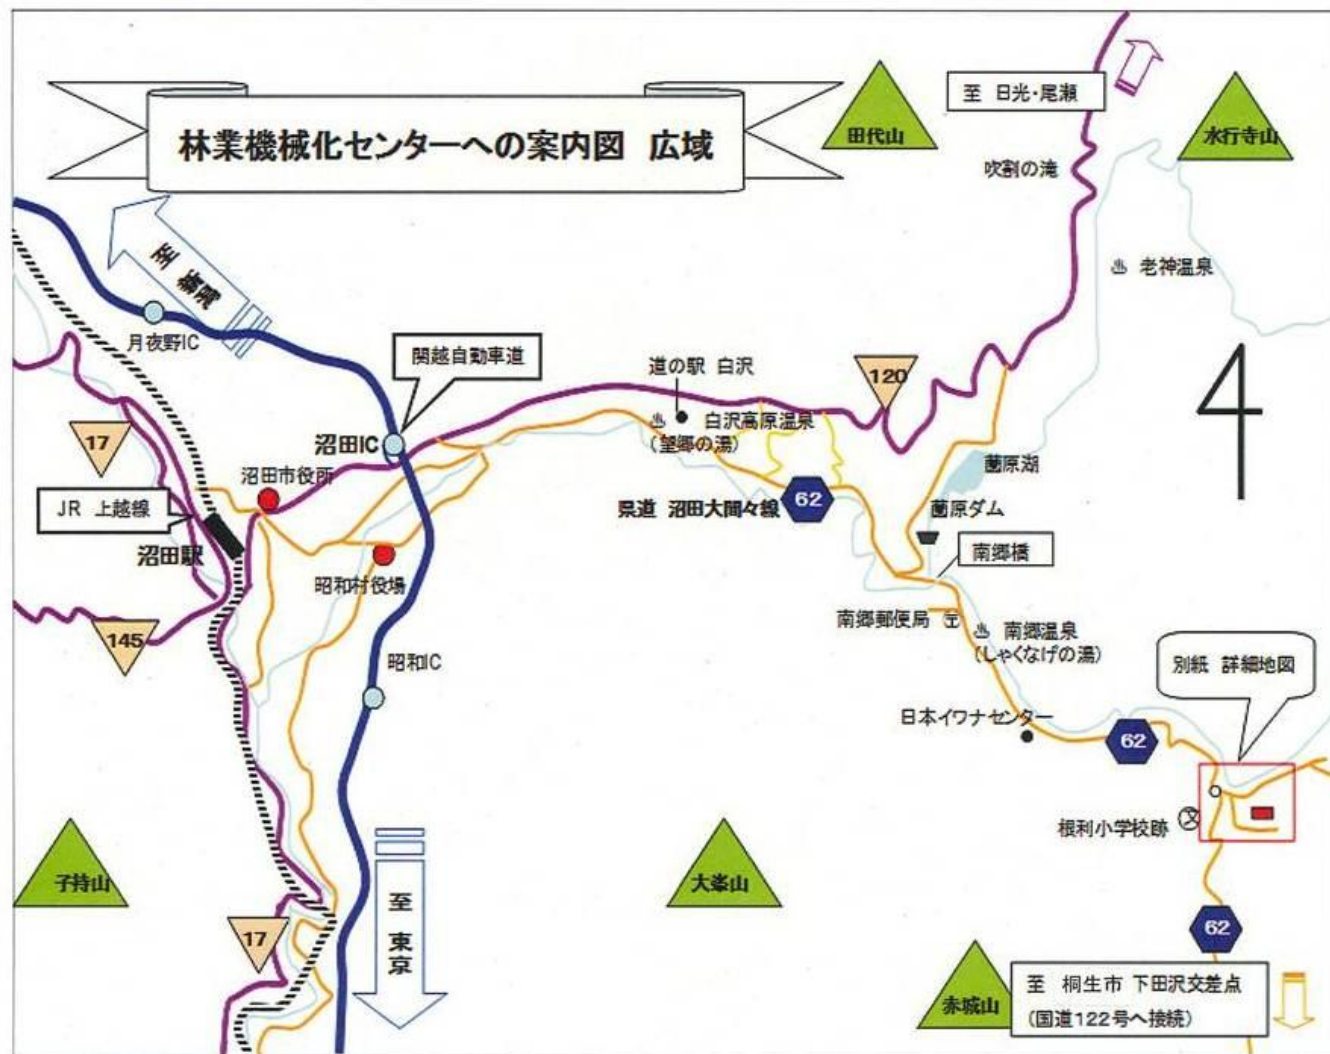 林業機械化センターへの案内図 広域
田代山
至 日光・尾瀬
水行寺山
吹割の滝
老神温泉
至 新潟
月夜野IC
関越自動車道
道の駅 白沢
120
白沢高原温泉
(望郷の湯)
17
沼田IC
沼田市役所
薗原湖
県道 沼田大間々線
62
薗原ダム
JR 上越線
沼田駅
南郷橋
昭和村役場
南郷郵便局
南郷温泉
(しゃくなげの湯)
145
昭和IC
別紙 詳細地図
日本イワナセンター
62
根利小学校跡
子持山
大峯山
至 東京
17
62
赤城山
至 桐生市 下田沢交差点
(国道122号へ接続)